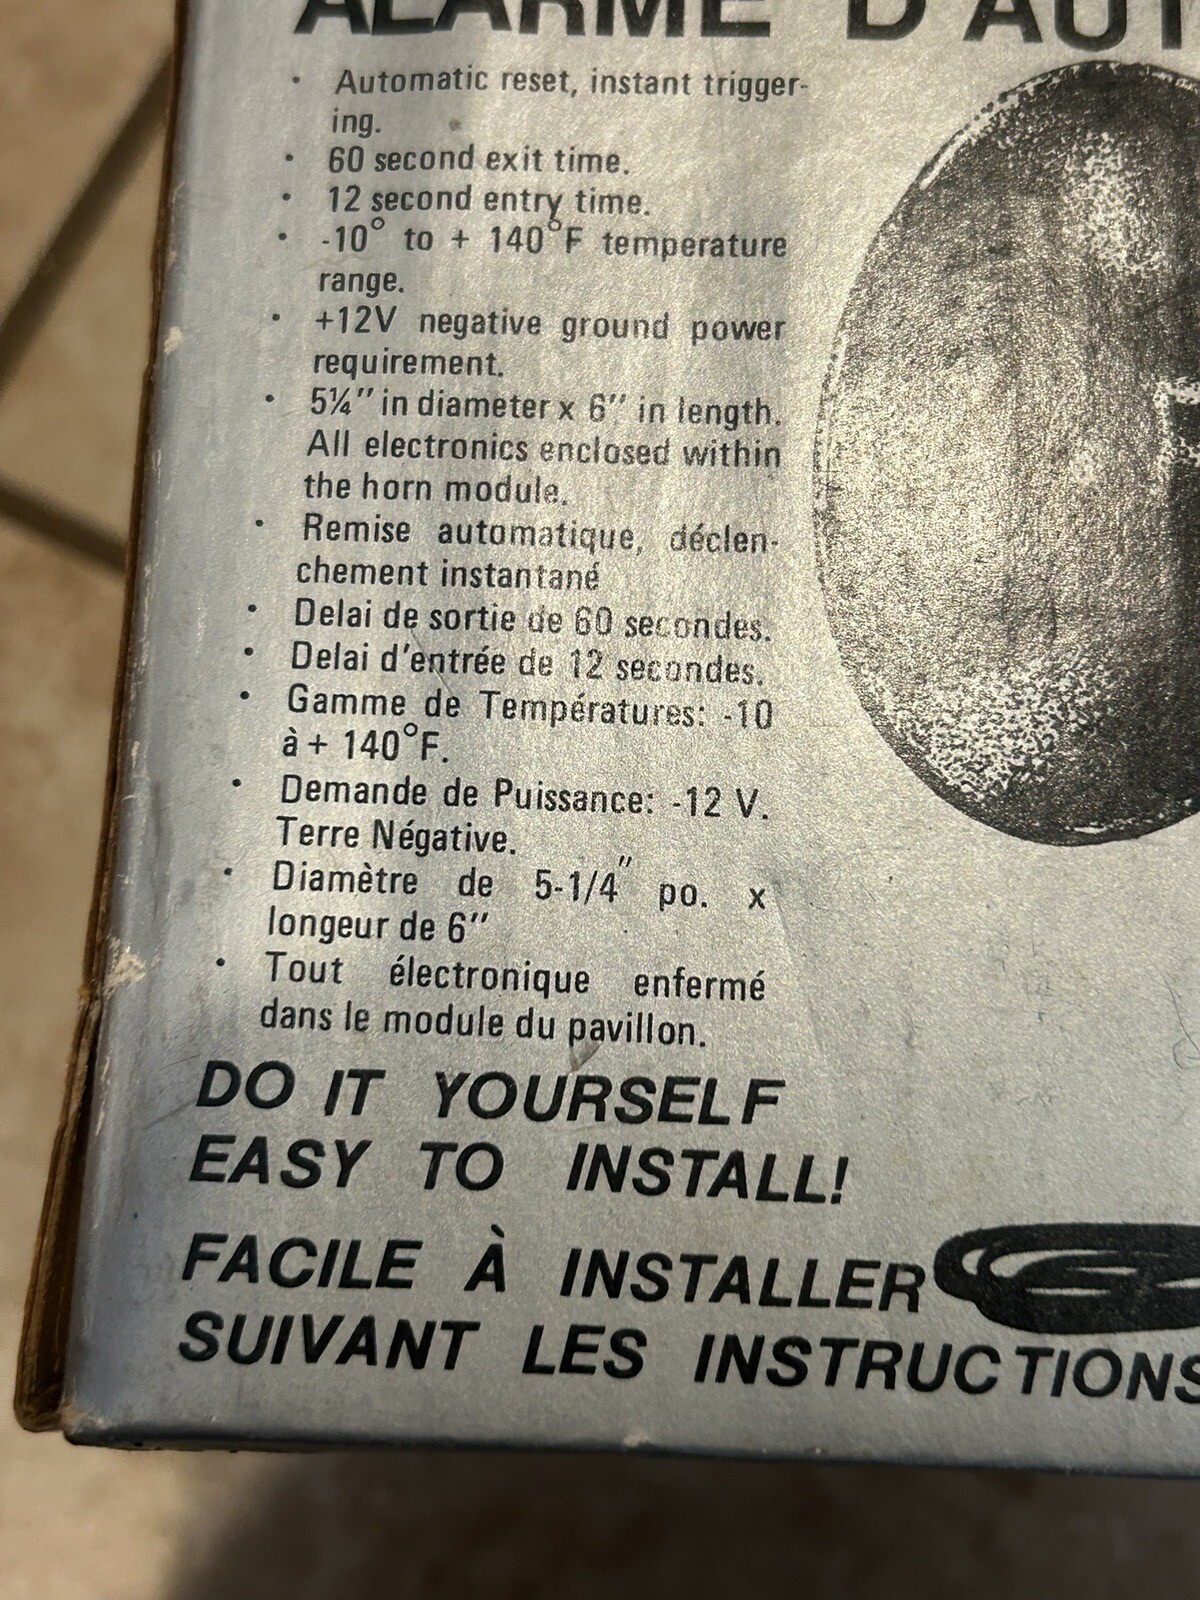 ALARME D'AUT
• Automatic reset, instant trigger-
ing.
• 60 second exit time.
• 12 second entry time.
• -10° to + 140°F temperature
range.
• +12V negative ground power
requirement.
• 5¼" in diameter x 6" in length.
All electronics enclosed within
the horn module.
• Remise automatique, déclen-
chement instantané
• Delai de sortie de 60 secondes.
• Delai d'entrée de 12 secondes.
• Gamme de Températures: -10
à + 140°F.
• Demande de Puissance: -12 V.
Terre Négative.
• Diamètre de 5-1/4" po. x
longeur de 6"
• Tout électronique enfermé
dans le module du pavillon.
DO IT YOURSELF
EASY TO INSTALL!
FACILE À INSTALLER
SUIVANT LES INSTRUCTIONS